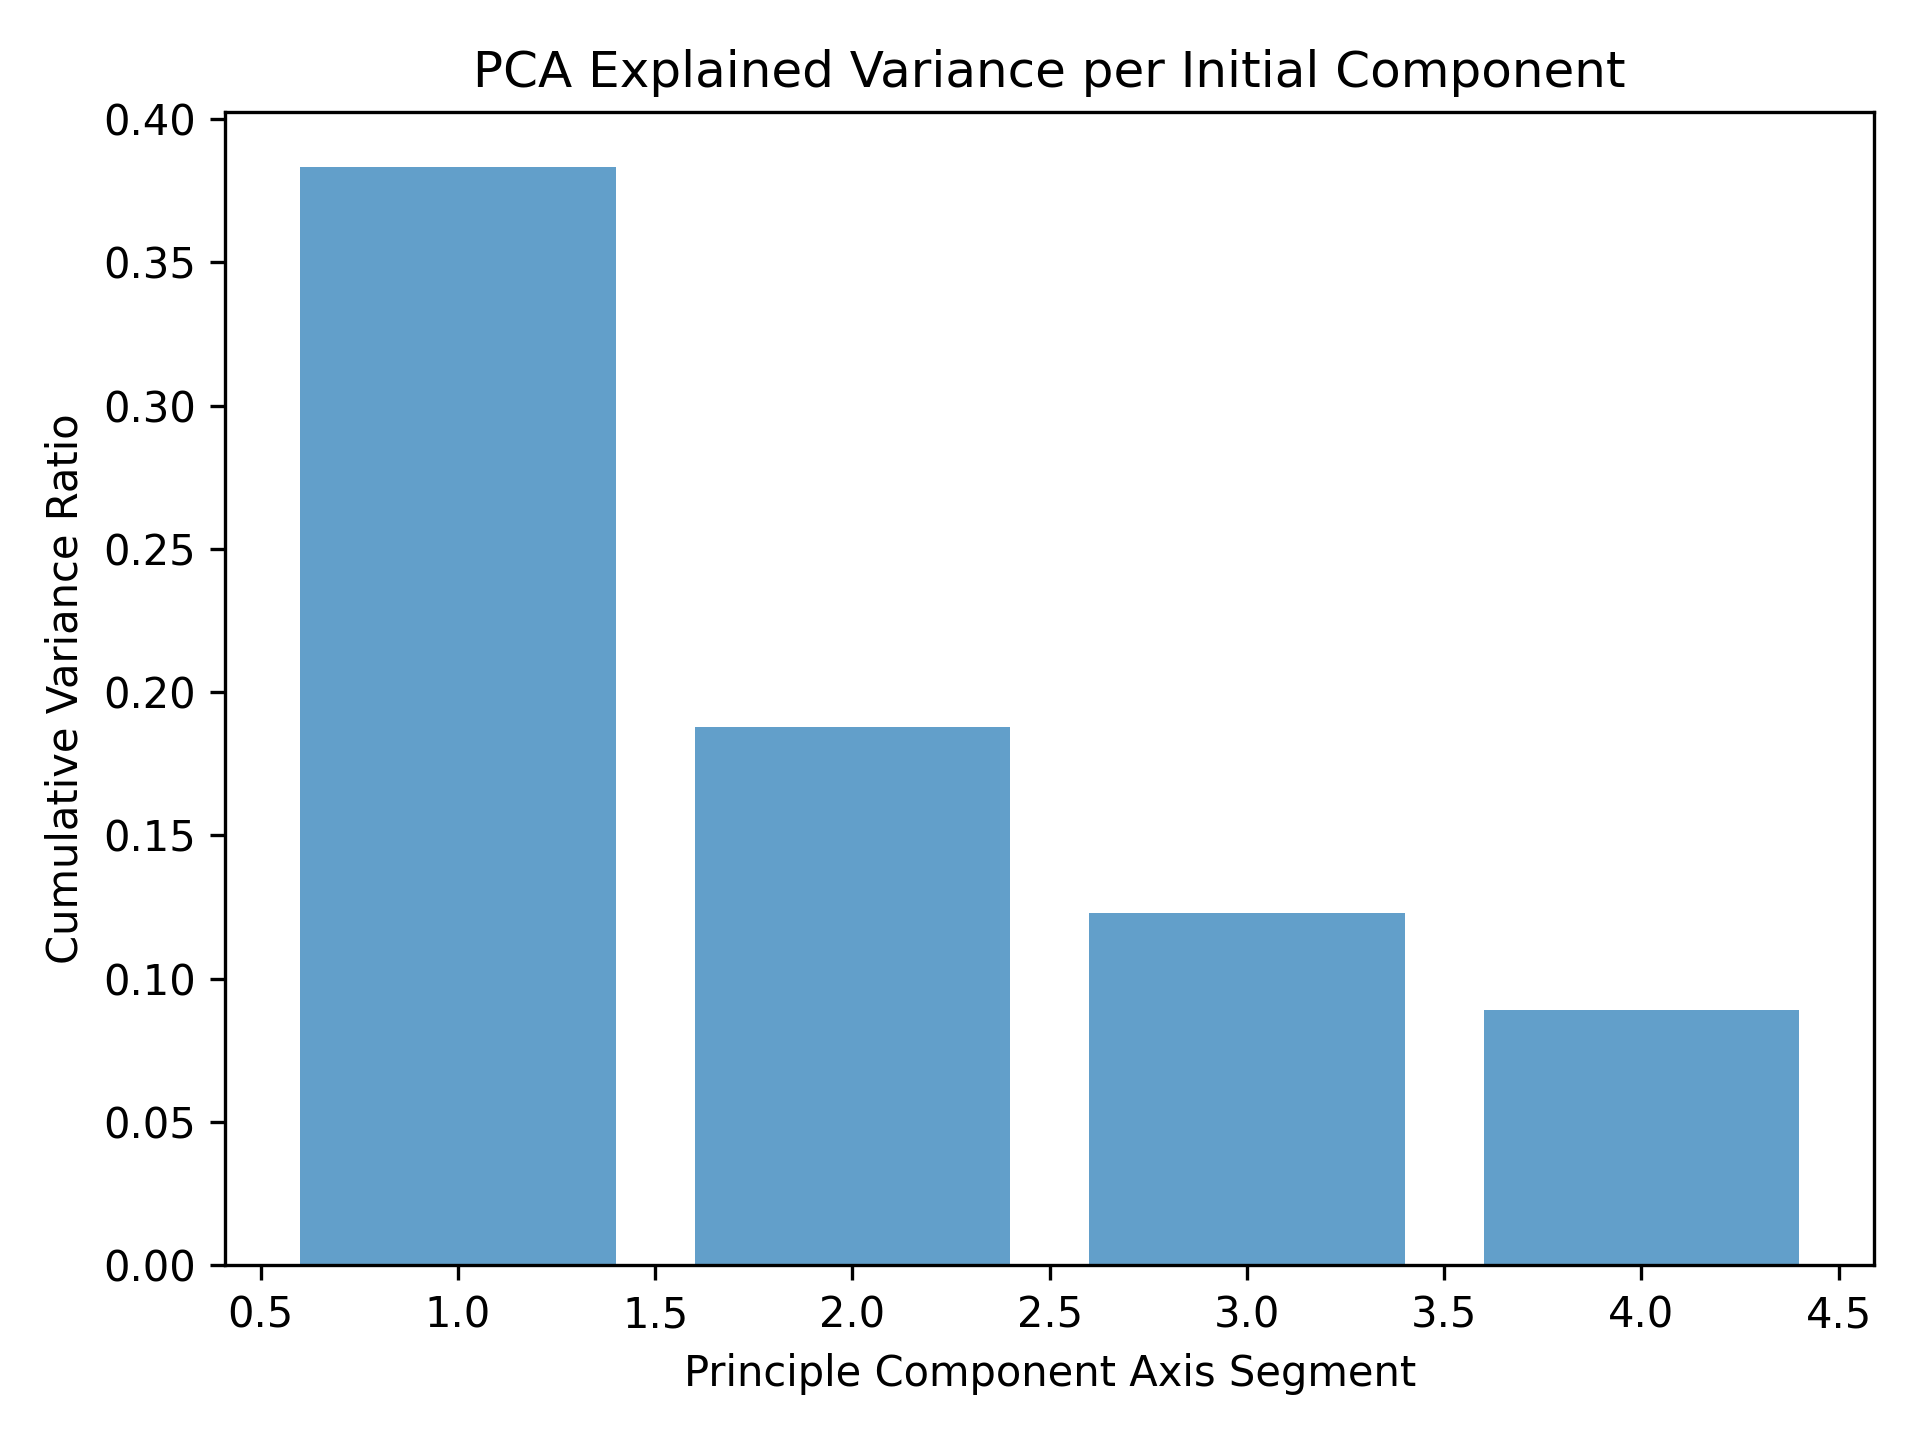 PCA Explained Variance per Initial Component
0.40
0.35
0.30
0.25
0.20
0.15
0.10
0.05
0.00
Cumulative Variance Ratio
0.5 1.0 1.5 2.0 2.5 3.0 3.5 4.0 4.5
Principle Component Axis Segment